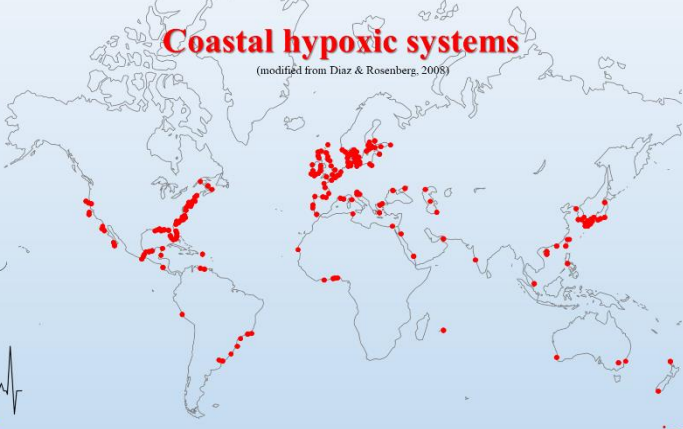 Coastal hypoxic systems
(modified from Diaz & Rosenberg, 2008)